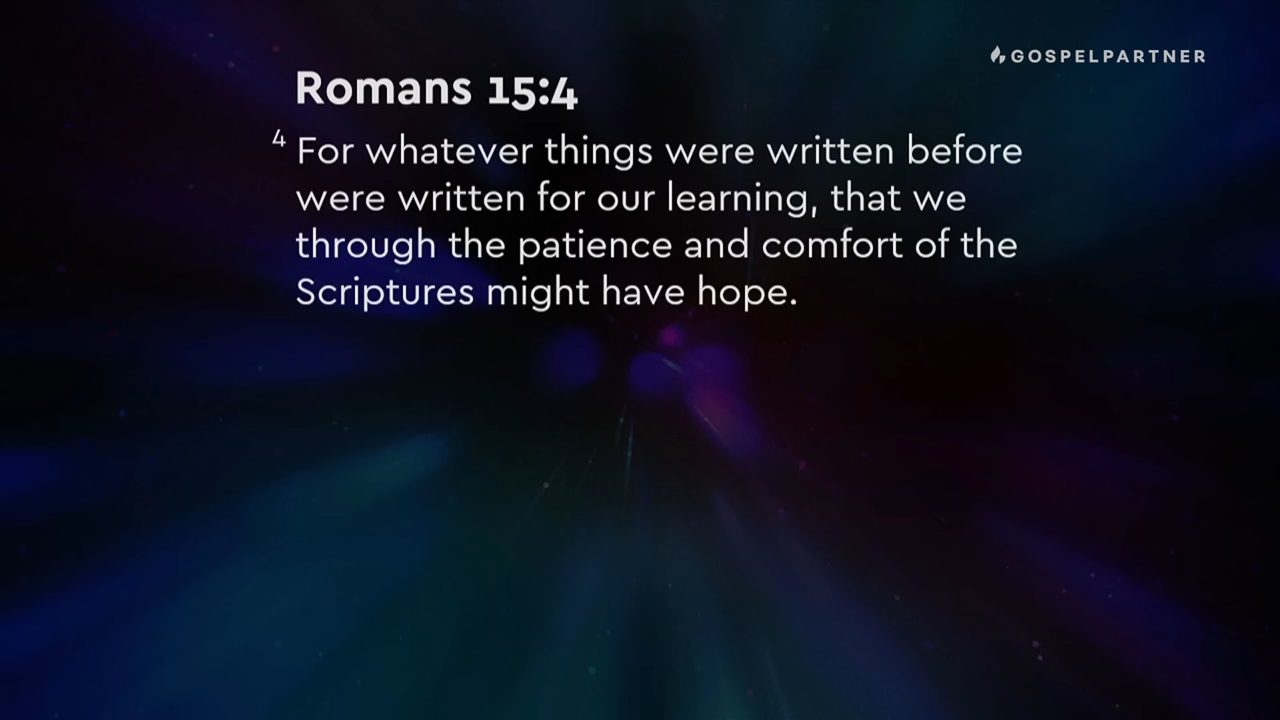 GOSPELPARTNER
Romans 15:4
4 For whatever things were written before
were written for our learning, that we
through the patience and comfort of the
Scriptures might have hope.